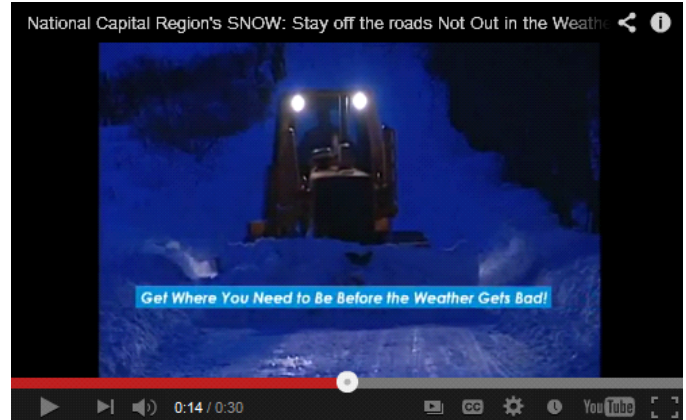 National Capital Region's SNOW: Stay off the roads Not Out in the Weathe
Get Where You Need to Be Before the Weather Gets Bad!
0:14 / 0:30
CC
YouTube